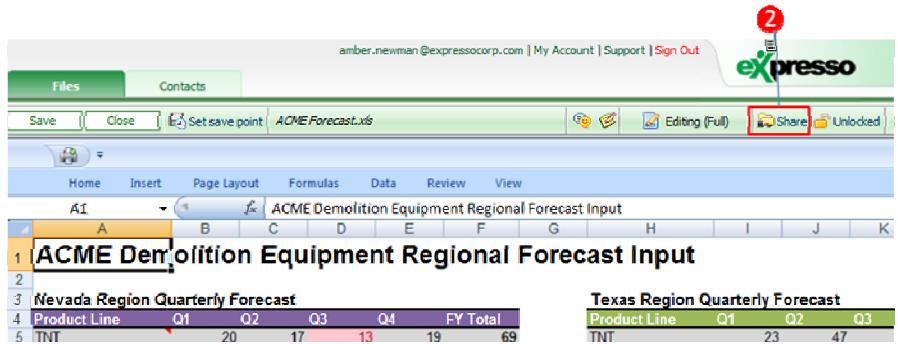 2
amber.newman@expressocorp.com | My Account | Support | Sign Out
expresso
Files Contacts
Save Close Set save point ACME Forecast.xls Editing (Full) Share Unlocked
Home Insert Page Layout Formulas Data Review View
A1 fx ACME Demolition Equipment Regional Forecast Input
A B C D E F G H I J K
1 ACME Demolition Equipment Regional Forecast Input
2
3 Nevada Region Quarterly Forecast Texas Region Quarterly Forecast
4 Product Line Q1 Q2 Q3 Q4 FY Total Product Line Q1 Q2 Q3
5 TNT 20 17 13 19 69 TNT 23 47